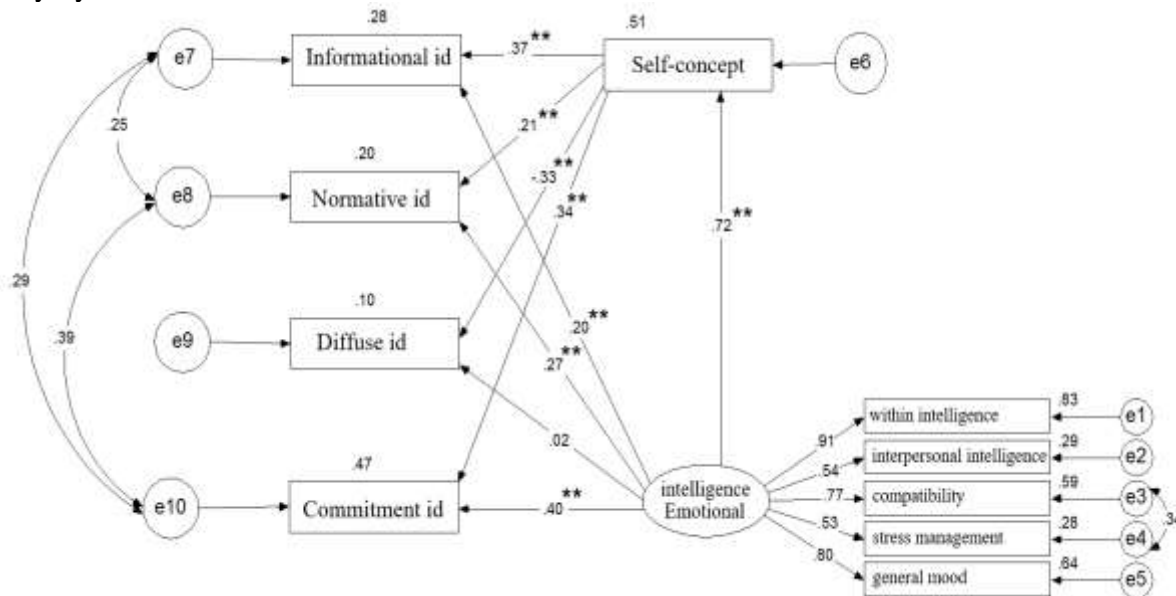 .28
.51
e7
Informational id
.37**
Self-concept
e6
.25
.21**
.20
e8
Normative id
-.33**
.34**
.72**
.29
.10
.20**
.39
e9
Diffuse id
.27**
.83
within intelligence
e1
.02
.91
.29
.47
.54
interpersonal intelligence
e2
**
intelligence
Emotional
.59
e10
Commitment id
.40
.77
compatibility
e3
.53
.28
stress management
e4
.80
.64
general mood
e5